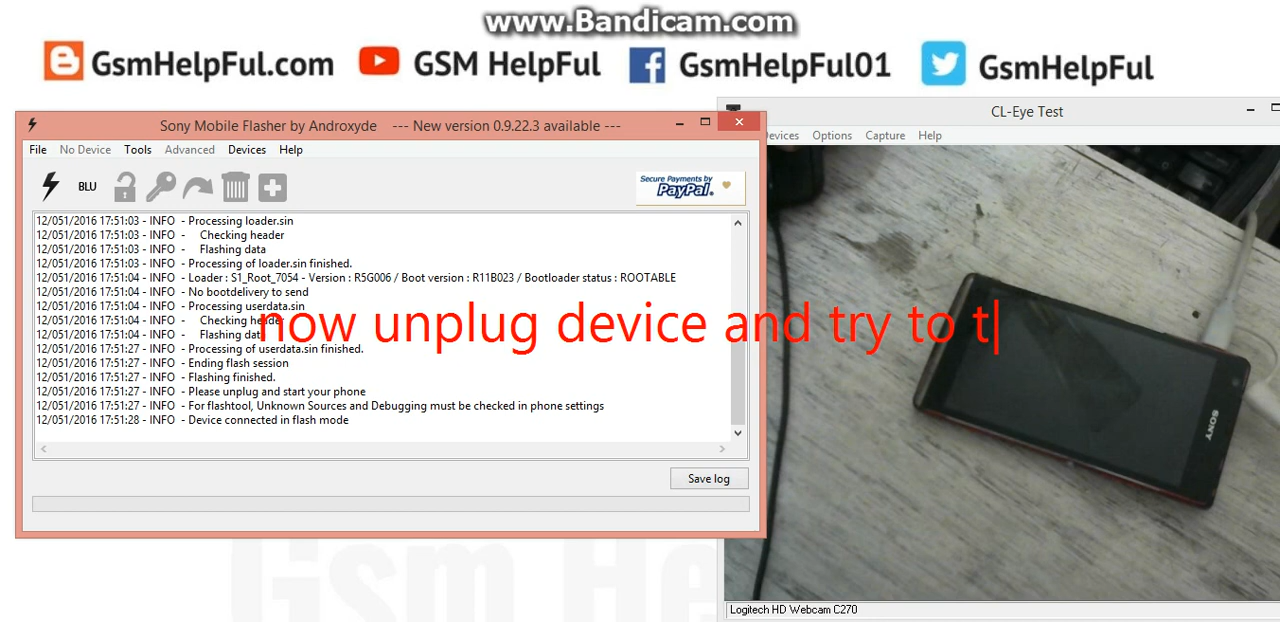 www.Bandicam.com
GsmHelpFul.com GSM HelpFul GsmHelpFul01 GsmHelpFul
Sony Mobile Flasher by Androxyde --- New version 0.9.22.3 available ---
File No Device Tools Advanced Devices Help
BLU
Secure Payments by
PayPal.
12/051/2016 17:51:03 - INFO - Processing loader.sin
12/051/2016 17:51:03 - INFO - Checking header
12/051/2016 17:51:03 - INFO - Flashing data
12/051/2016 17:51:03 - INFO - Processing of loader.sin finished.
12/051/2016 17:51:04 - INFO - Loader : S1_Root_7054 - Version : R5G006 / Boot version : R11B023 / Bootloader status : ROOTABLE
12/051/2016 17:51:04 - INFO - No bootdelivery to send
12/051/2016 17:51:04 - INFO - Processing userdata.sin
12/051/2016 17:51:04 - INFO - Checking header
12/051/2016 17:51:04 - INFO - Flashing data
12/051/2016 17:51:27 - INFO - Processing of userdata.sin finished.
12/051/2016 17:51:27 - INFO - Ending flash session
12/051/2016 17:51:27 - INFO - Flashing finished.
12/051/2016 17:51:27 - INFO - Please unplug and start your phone
12/051/2016 17:51:27 - INFO - For flashtool, Unknown Sources and Debugging must be checked in phone settings
12/051/2016 17:51:28 - INFO - Device connected in flash mode
now unplug device and try to t
Save log
CL-Eye Test
evices Options Capture Help
SONY
Logitech HD Webcam C270
Gsm He